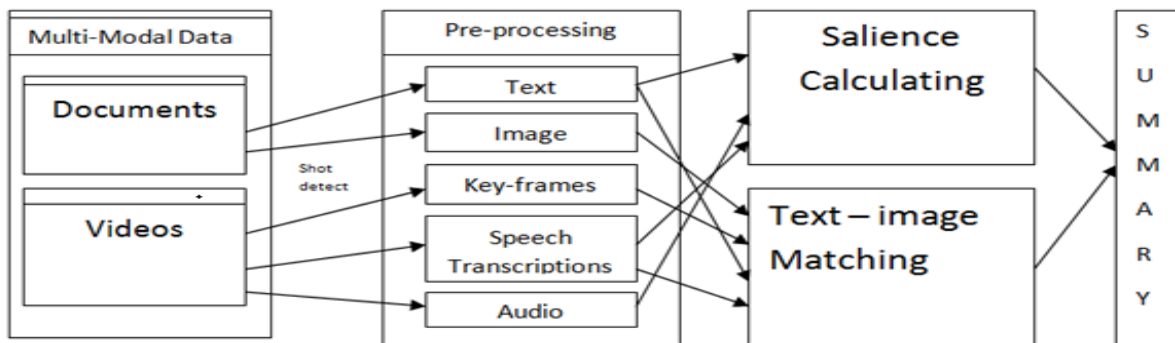 Multi-Modal Data
Documents
Videos
Shot
detect
Pre-processing
Text
Image
Key-frames
Speech
Transcriptions
Audio
Salience
Calculating
Text – image
Matching
S
U
M
M
A
R
Y